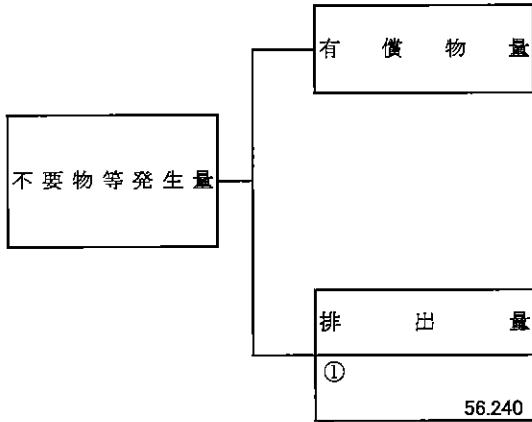 有償物量
不要物等発生量
排出量
①
56.240